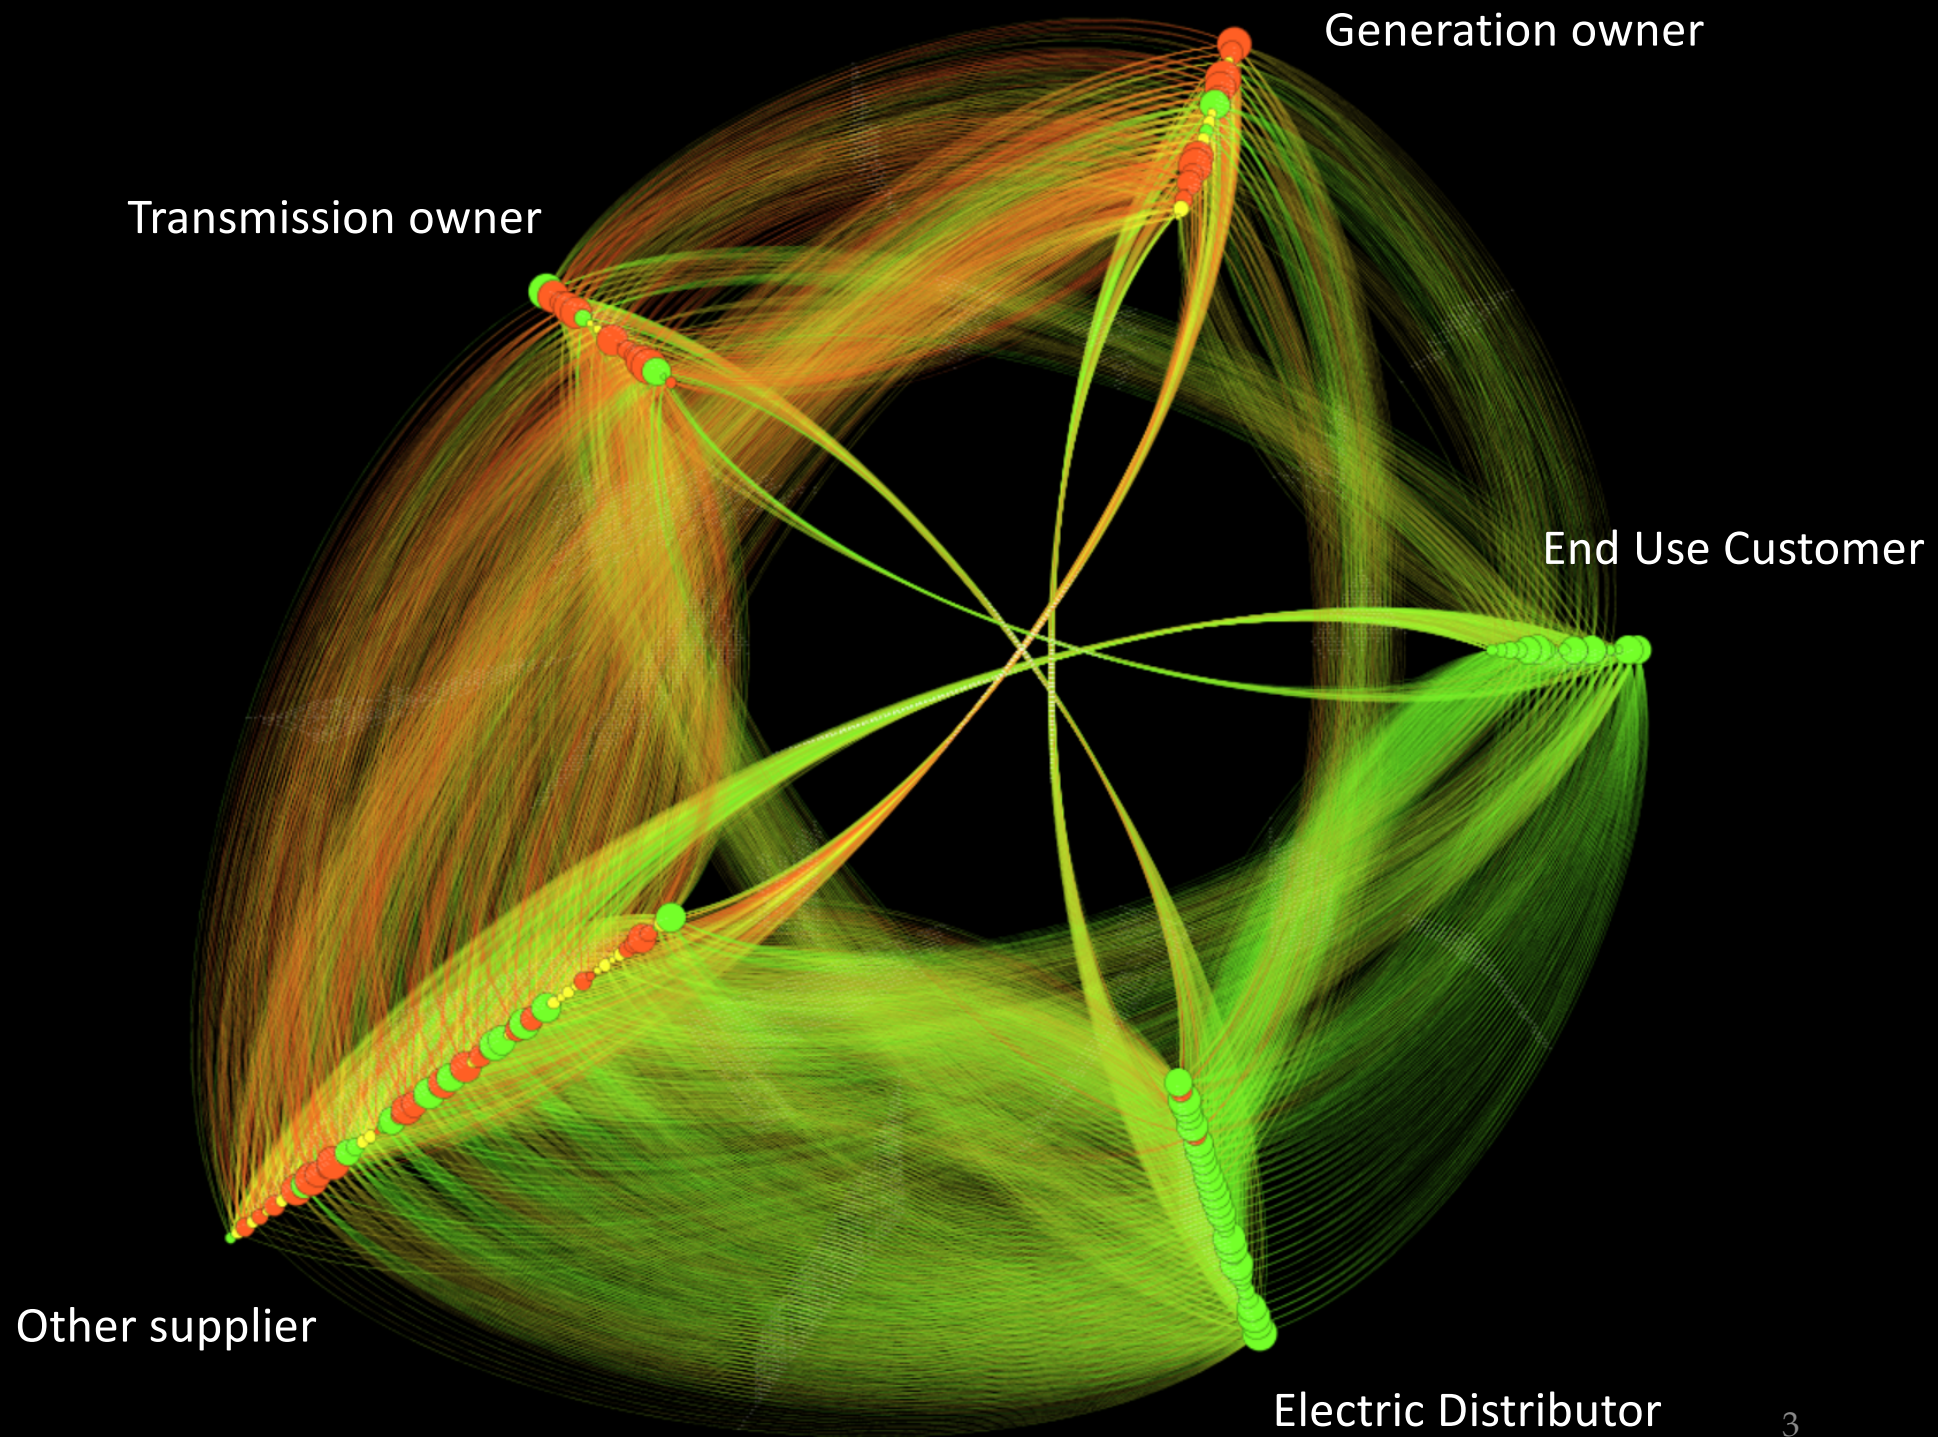 Generation owner
Transmission owner
End Use Customer
Other supplier
Electric Distributor
3